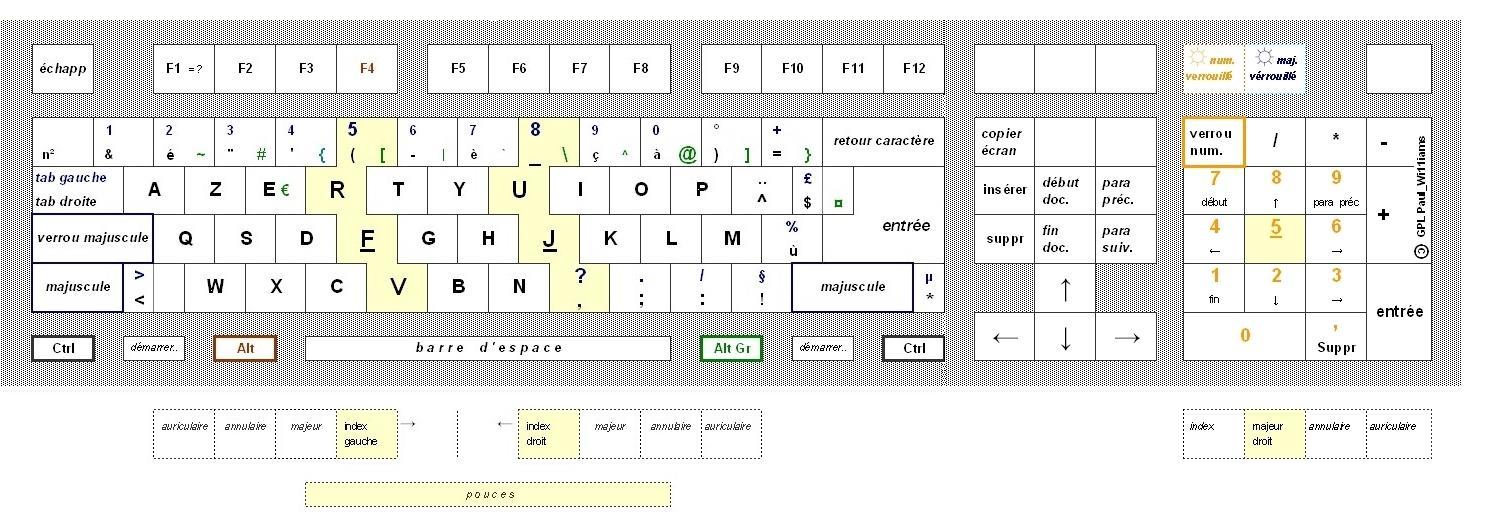 échapp F1 =? F2 F3 F4 F5 F6 F7 F8 F9 F10 F11 F12 num. verrouillé maj. vérrouillé
1 2 3 4 5 6 7 8 9 0 ° +
n² & é ~ " # ' { ( [ - | è ` _ \ ç ^ à @ ) ] = } retour caractère copier écran verrou num. / * -
tab gauche
tab droite A Z E € R T Y U I O P ¨ ^ £ $ ¤ insérer début doc. para préc. 7 début 8 ↑ 9 para préc
verrou majuscule Q S D F G H J K L M % ù entrée suppr fin doc. para suiv. 4 ← 5 6 → +
majuscule > < W X C V B N ? , . ; / : § ! majuscule µ * ↑ 1 fin 2 ↓ 3 → entrée
Ctrl démarrer.. Alt barre d'espace Alt Gr démarrer.. Ctrl ← ↓ → 0 , Suppr
GPL Paul_Wi11iams
auriculaire annulaire majeur index gauche → ← index droit majeur annulaire auriculaire index majeur droit annulaire auriculaire
pouces